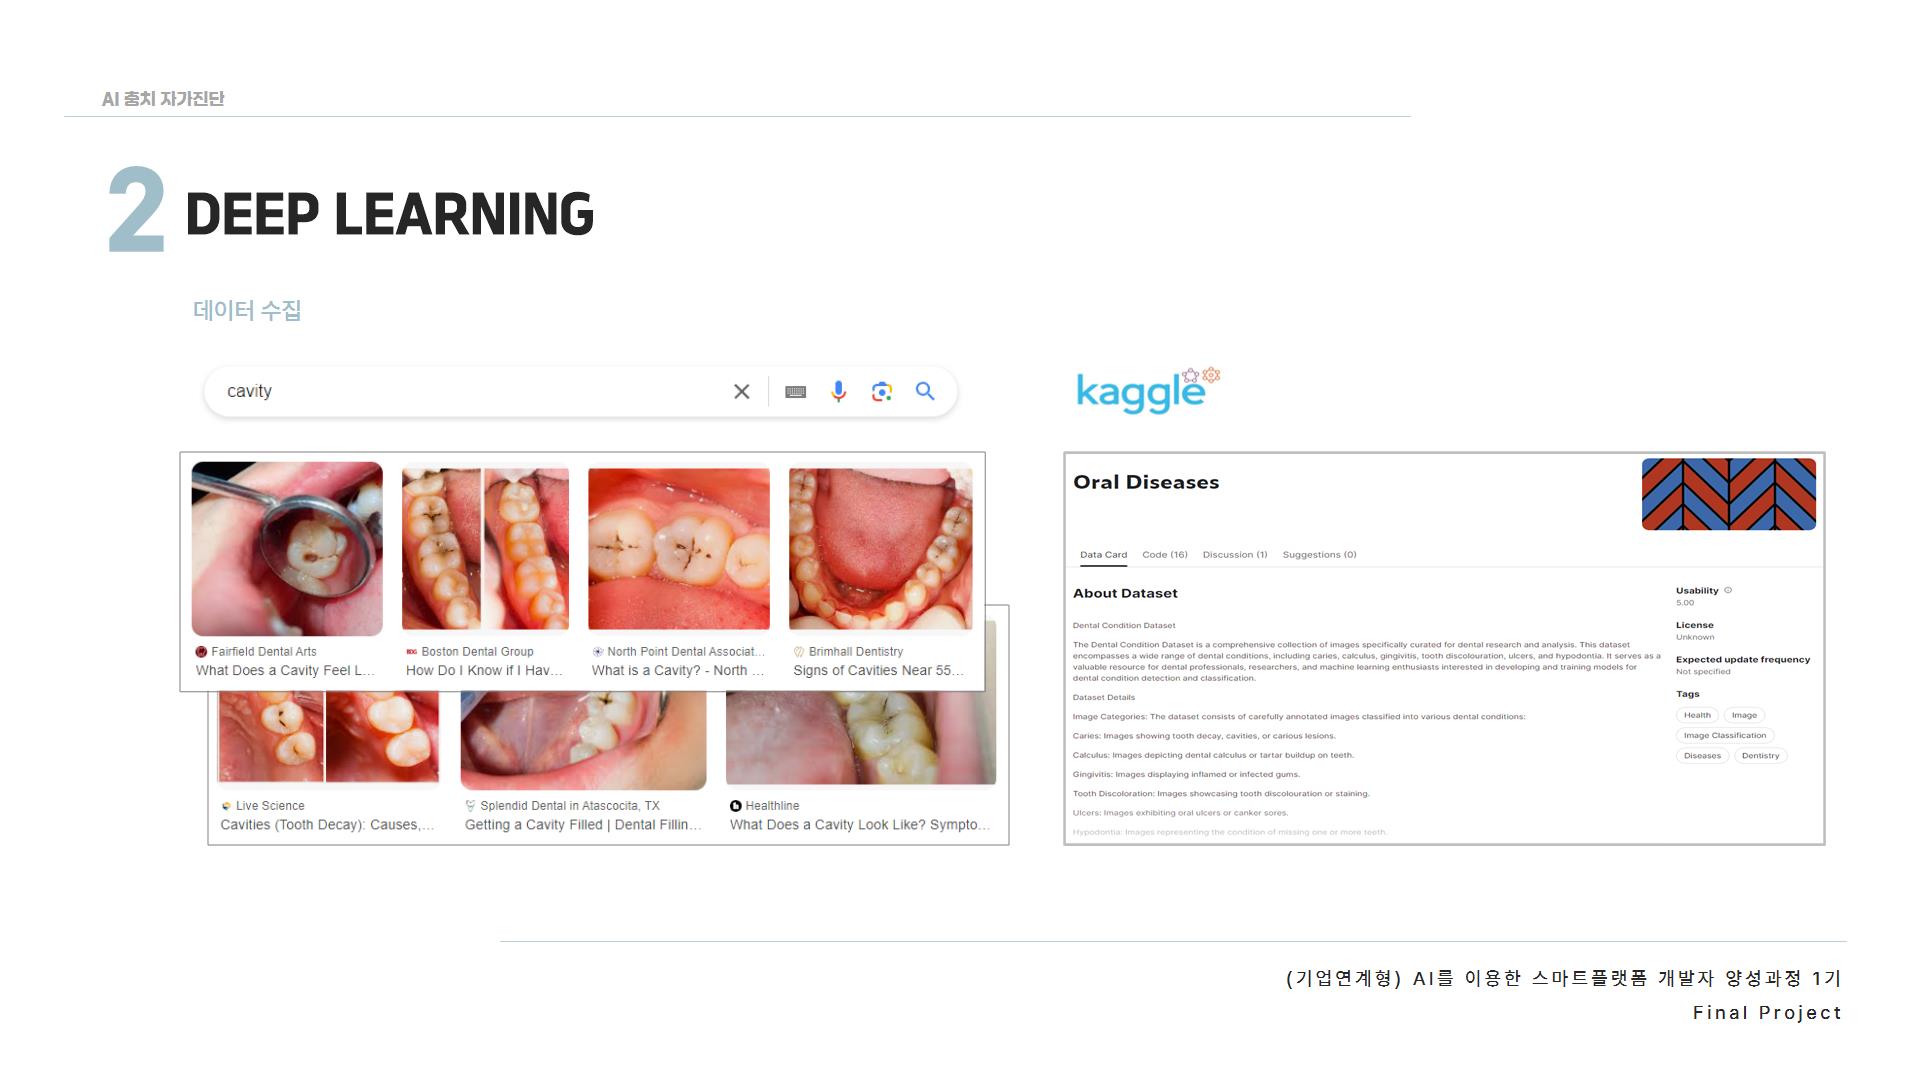 AI 충치 자가진단
2 DEEP LEARNING
데이터 수집
cavity
Fairfield Dental Arts
What Does a Cavity Feel L...
Boston Dental Group
How Do I Know if I Hav...
North Point Dental Associat...
What is a Cavity? - North ...
Brimhall Dentistry
Signs of Cavities Near 55...
Live Science
Cavities (Tooth Decay): Causes,...
Splendid Dental in Atascocita, TX
Getting a Cavity Filled | Dental Fillin...
Healthline
What Does a Cavity Look Like? Sympto...
kaggle
Oral Diseases
Data Card Code (16) Discussion (1) Suggestions (0)
About Dataset
Dental Condition Dataset
The Dental Condition Dataset is a comprehensive collection of images specifically curated for dental research and analysis. This dataset
encompasses a wide range of dental conditions, including caries, calculus, gingivitis, tooth discolouration, ulcers, and hypodontia. It serves as a
valuable resource for dental professionals, researchers, and machine learning enthusiasts interested in developing and training models for
dental condition detection and classification.
Dataset Details
Image Categories: The dataset consists of carefully annotated images classified into various dental conditions:
Caries: Images showing tooth decay, cavities, or carious lesions.
Calculus: Images depicting dental calculus or tartar buildup on teeth.
Gingivitis: Images displaying inflamed or infected gums.
Tooth Discoloration: Images showcasing tooth discolouration or staining.
Ulcers: Images exhibiting oral ulcers or canker sores.
Hypodontia: Images representing the condition of missing one or more teeth.
Usability
5.00
License
Unknown
Expected update frequency
Not specified
Tags
Health Image
Image Classification
Diseases Dentistry
(기업연계형) AI를 이용한 스마트플랫폼 개발자 양성과정 1기
Final Project